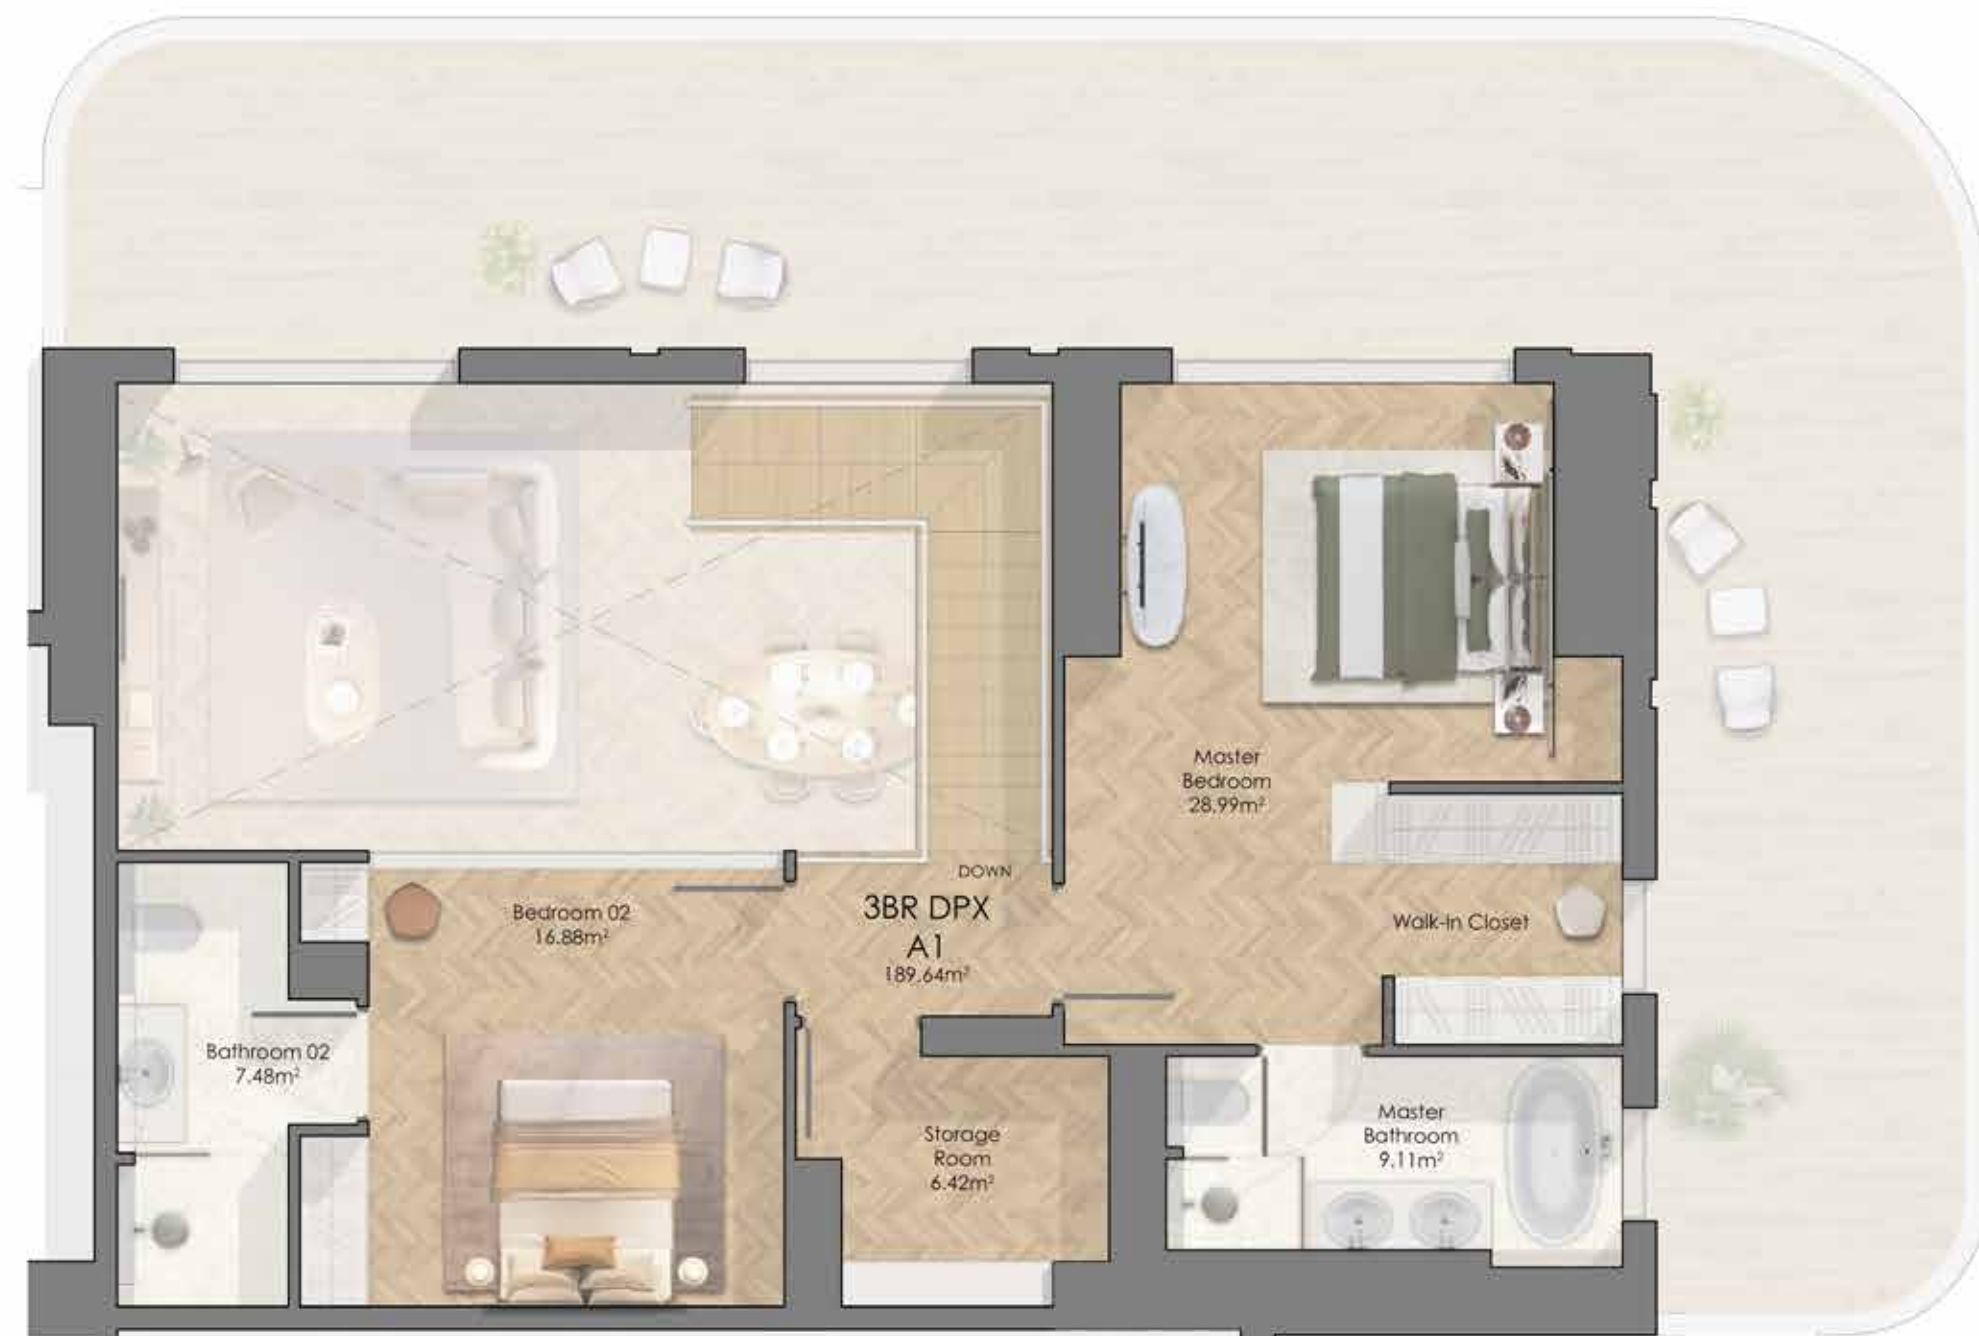 Master
Bedroom
28.99m²
DOWN
3BR DPX
A1
189.64m²
Bedroom 02
16.88m²
Walk-in Closet
Bathroom 02
7.48m²
Storage
Room
6.42m²
Master
Bathroom
9.11m²